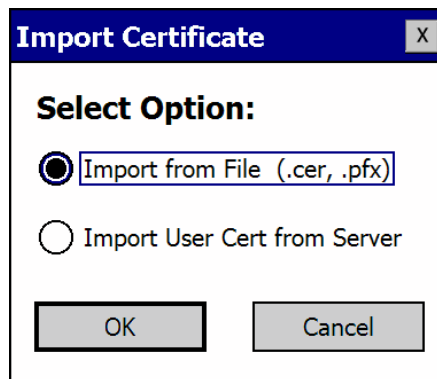 Import Certificate X
Select Option:
Import from File (.cer, .pfx)
Import User Cert from Server
OK Cancel